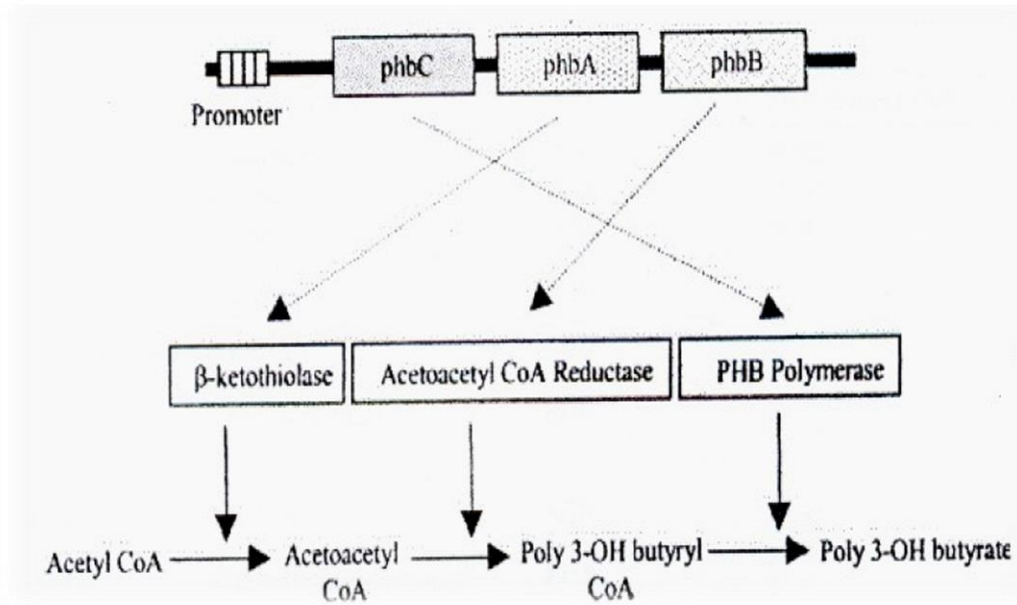 phbC phbA phbB
Promoter
β-ketothiolase Acetoacetyl CoA Reductase PHB Polymerase
Acetyl CoA Acetoacetyl Poly 3-OH butyryl Poly 3-OH butyrate
CoA CoA